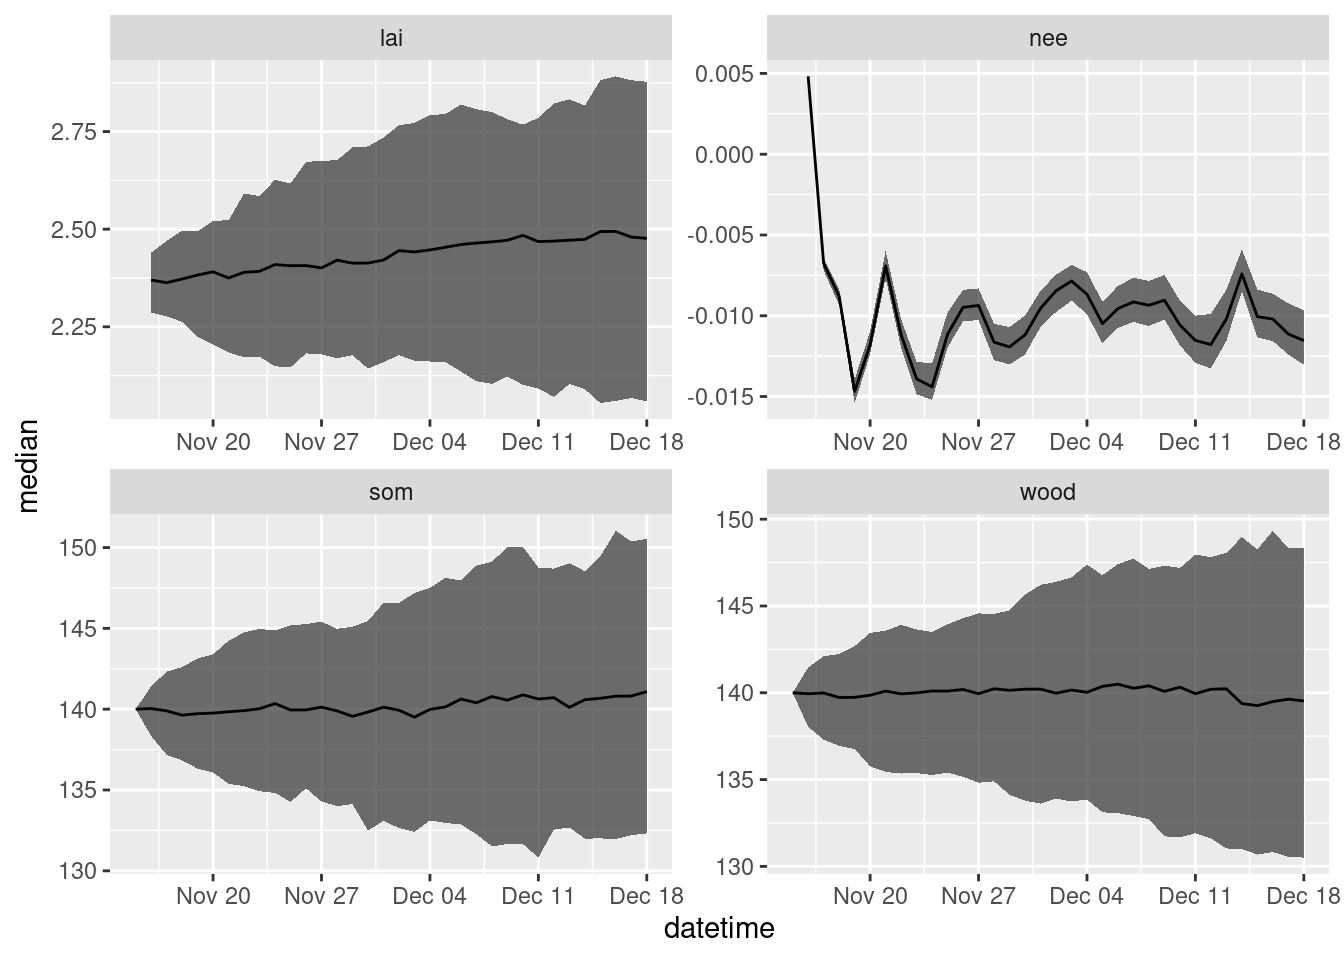 lai
nee
2.75
2.50
2.25
0.005
0.000
-0.005
-0.010
-0.015
Nov 20 Nov 27 Dec 04 Dec 11 Dec 18
Nov 20 Nov 27 Dec 04 Dec 11 Dec 18
median
som
wood
150
145
140
135
130
150
145
140
135
130
Nov 20 Nov 27 Dec 04 Dec 11 Dec 18
Nov 20 Nov 27 Dec 04 Dec 11 Dec 18
datetime